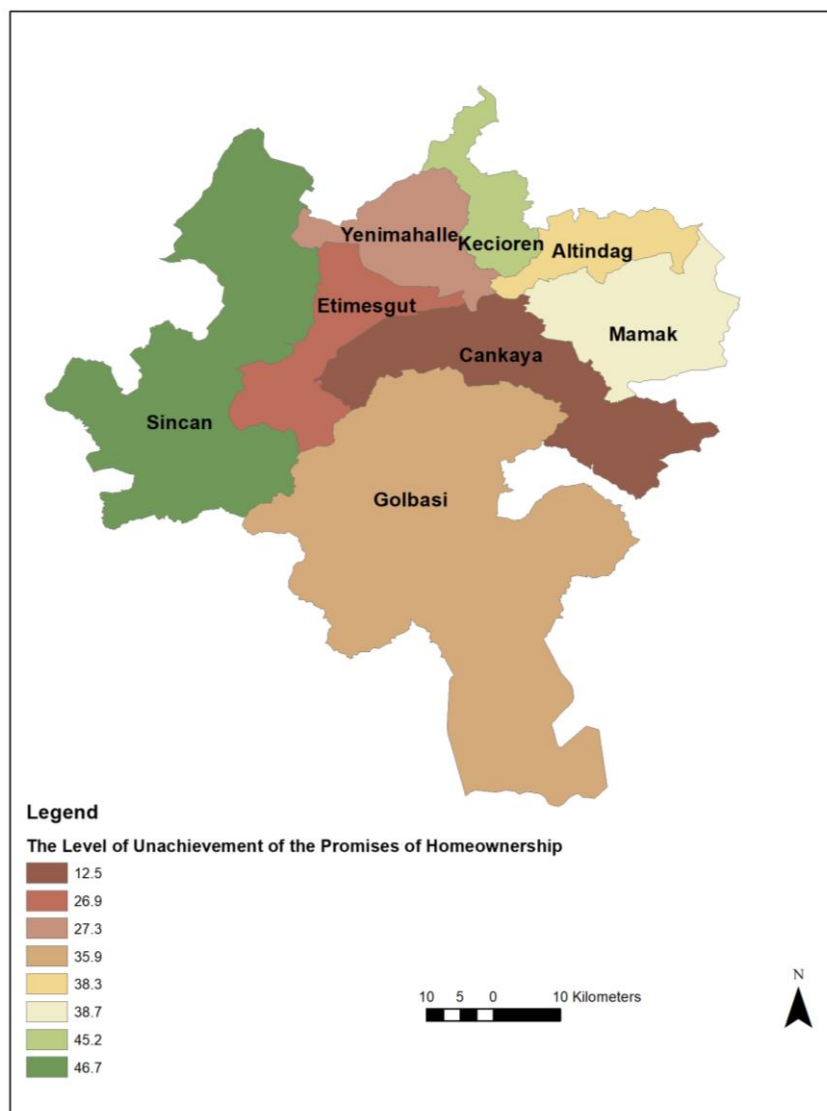 Yenimahalle
Kecioren
Altindag
Etimesgut
Mamak
Cankaya
Sincan
Golbasi
Legend
The Level of Unachievement of the Promises of Homeownership
12.5
26.9
27.3
35.9
38.3
38.7
45.2
46.7
10 5 0 10 Kilometers
N